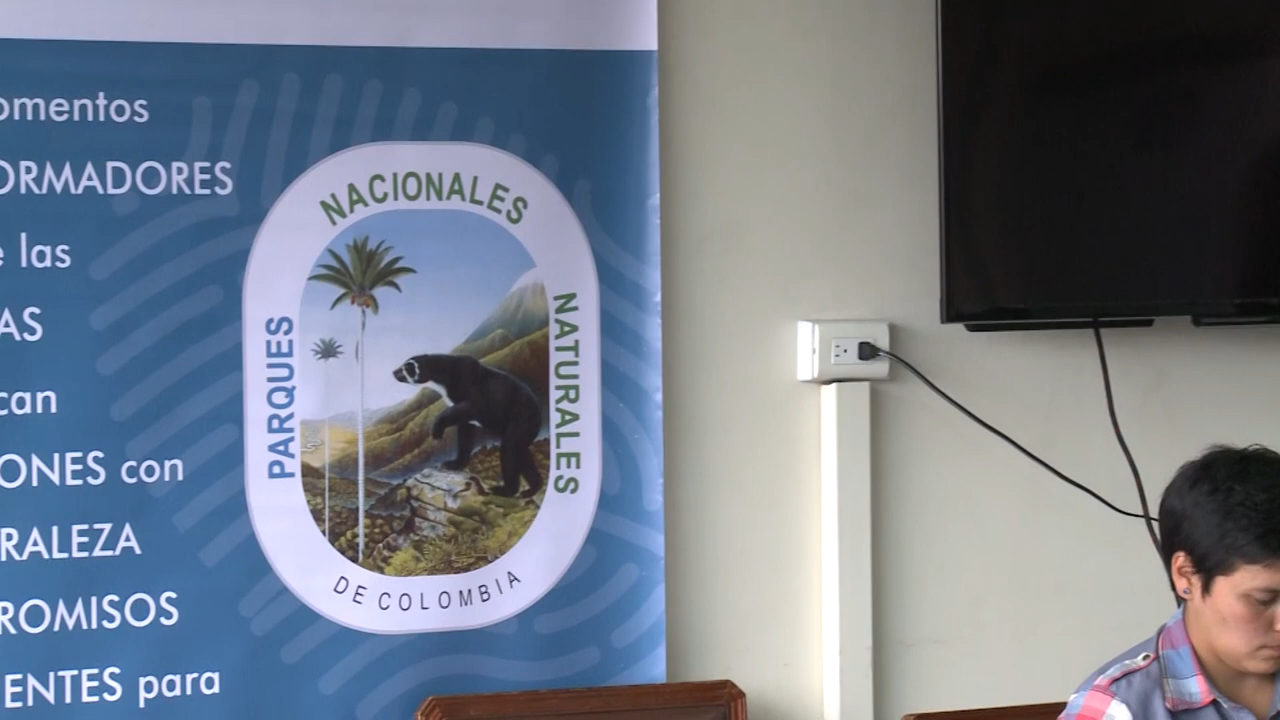 omentos
ORMADORES
e las
AS
can
ONES con
RALEZA
ROMISOS
ENTES para
PARQUES
NACIONALES
NATURALES
DE COLOMBIA